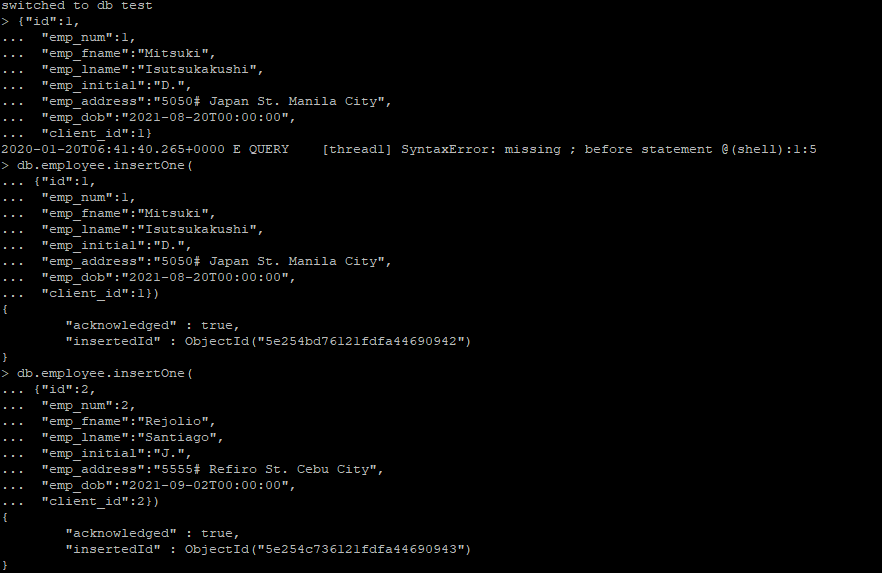 switched to db test
> {"id":1,
...  "emp_num":1,
...  "emp_fname":"Mitsuki",
...  "emp_lname":"Isutsukakushi",
...  "emp_initial":"D.",
...  "emp_address":"5050# Japan St. Manila City",
...  "emp_dob":"2021-08-20T00:00:00",
...  "client_id":1}
2020-01-20T06:41:40.265+0000 E QUERY    [thread1] SyntaxError: missing ; before statement @(shell):1:5
> db.employee.insertOne(
... {"id":1,
...  "emp_num":1,
...  "emp_fname":"Mitsuki",
...  "emp_lname":"Isutsukakushi",
...  "emp_initial":"D.",
...  "emp_address":"5050# Japan St. Manila City",
...  "emp_dob":"2021-08-20T00:00:00",
...  "client_id":1})
{
        "acknowledged" : true,
        "insertedId" : ObjectId("5e254bd76121fdfa44690942")
}
> db.employee.insertOne(
... {"id":2,
...  "emp_num":2,
...  "emp_fname":"Rejolio",
...  "emp_lname":"Santiago",
...  "emp_initial":"J.",
...  "emp_address":"5555# Refiro St. Cebu City",
...  "emp_dob":"2021-09-02T00:00:00",
...  "client_id":2})
{
        "acknowledged" : true,
        "insertedId" : ObjectId("5e254c736121fdfa44690943")
}